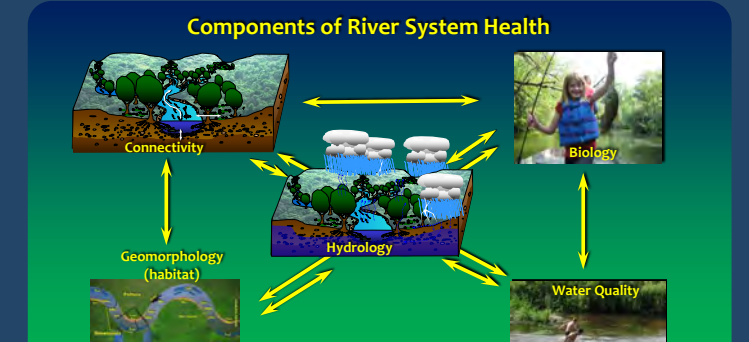 Components of River System Health
Connectivity
Biology
Hydrology
Geomorphology
(habitat)
Water Quality